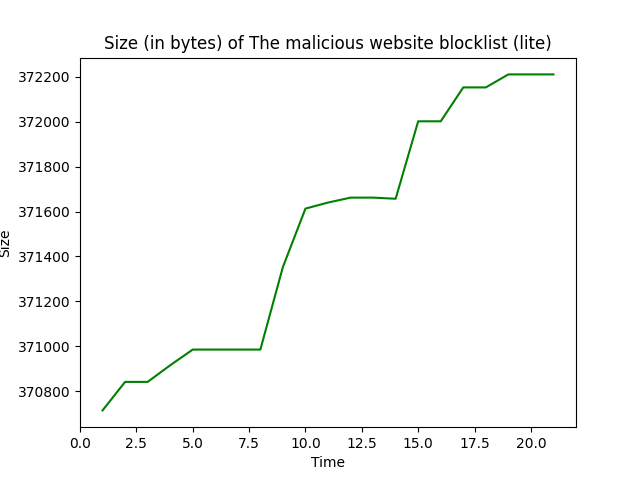 Size (in bytes) of The malicious website blocklist (lite)
372200
372000
371800
371600
371400
371200
371000
370800
Size
0.0 2.5 5.0 7.5 10.0 12.5 15.0 17.5 20.0
Time